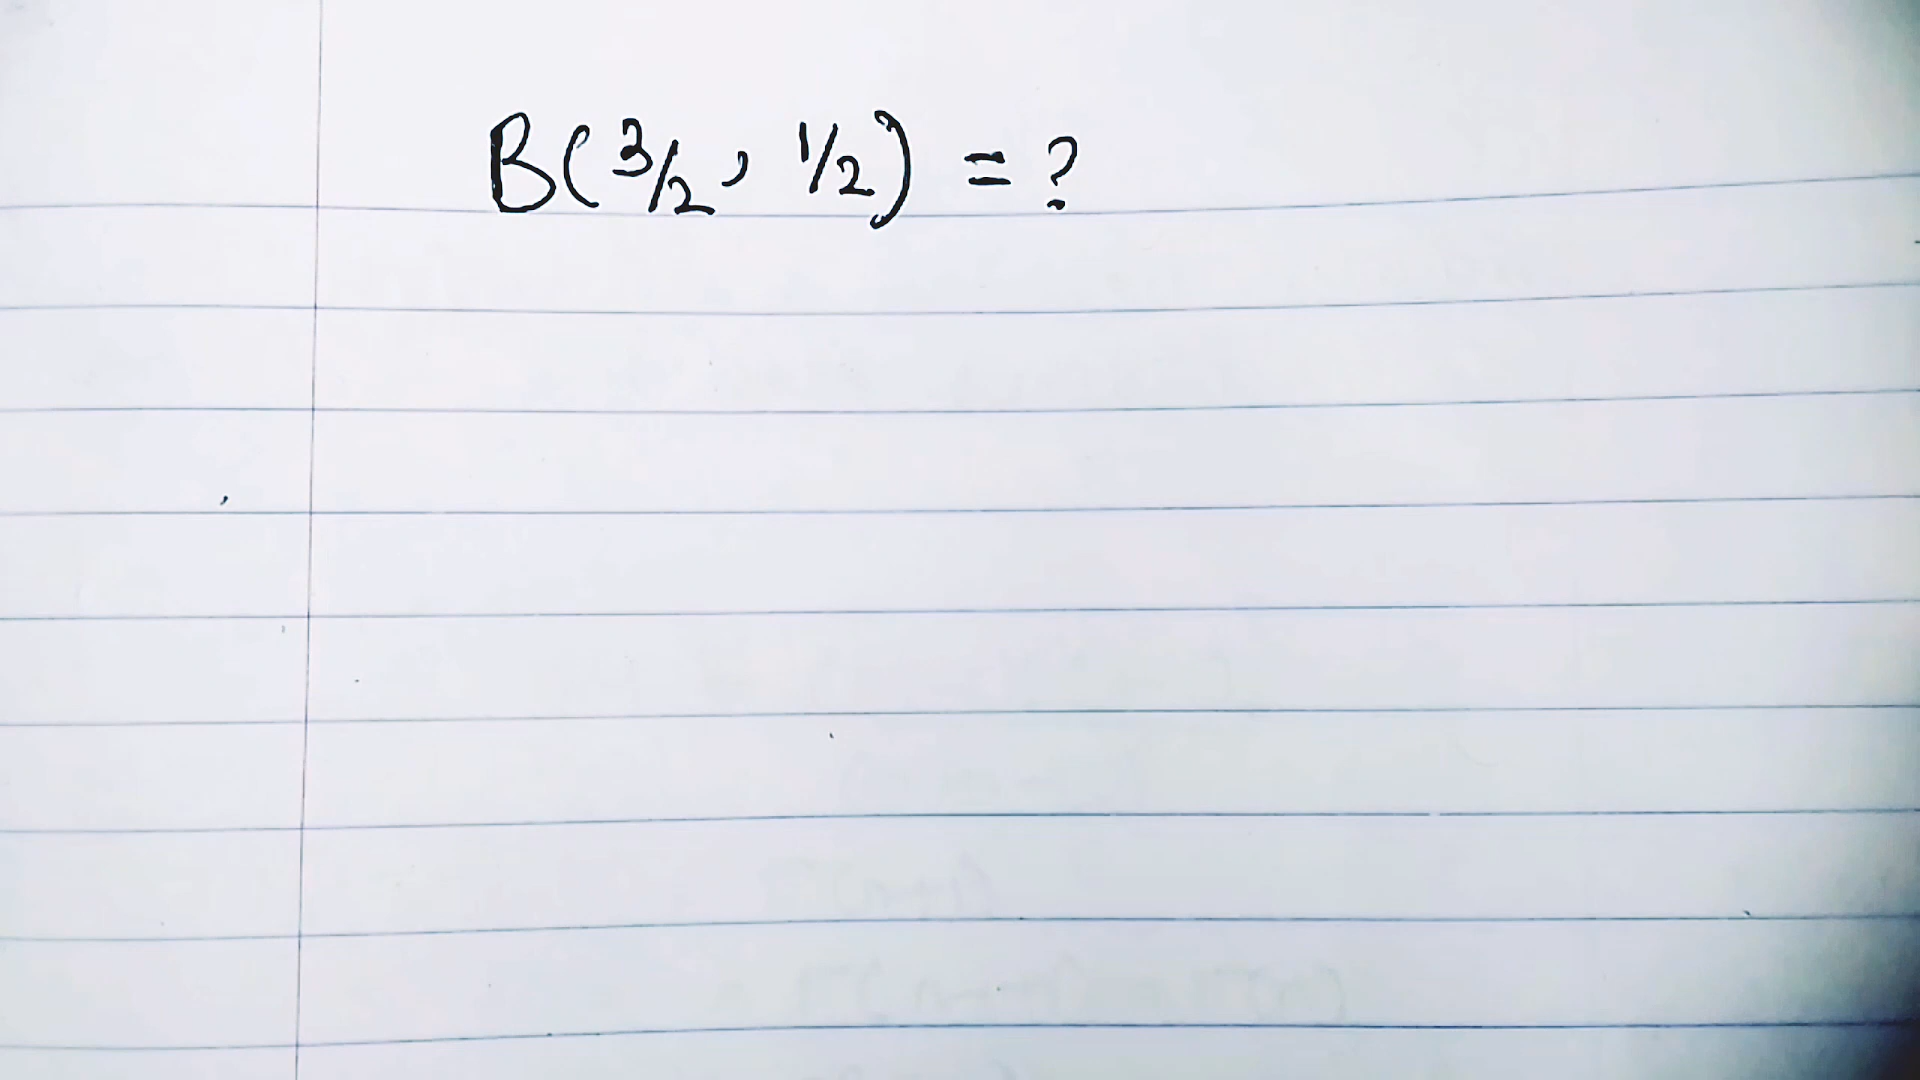 B(3/2, 1/2) = ?